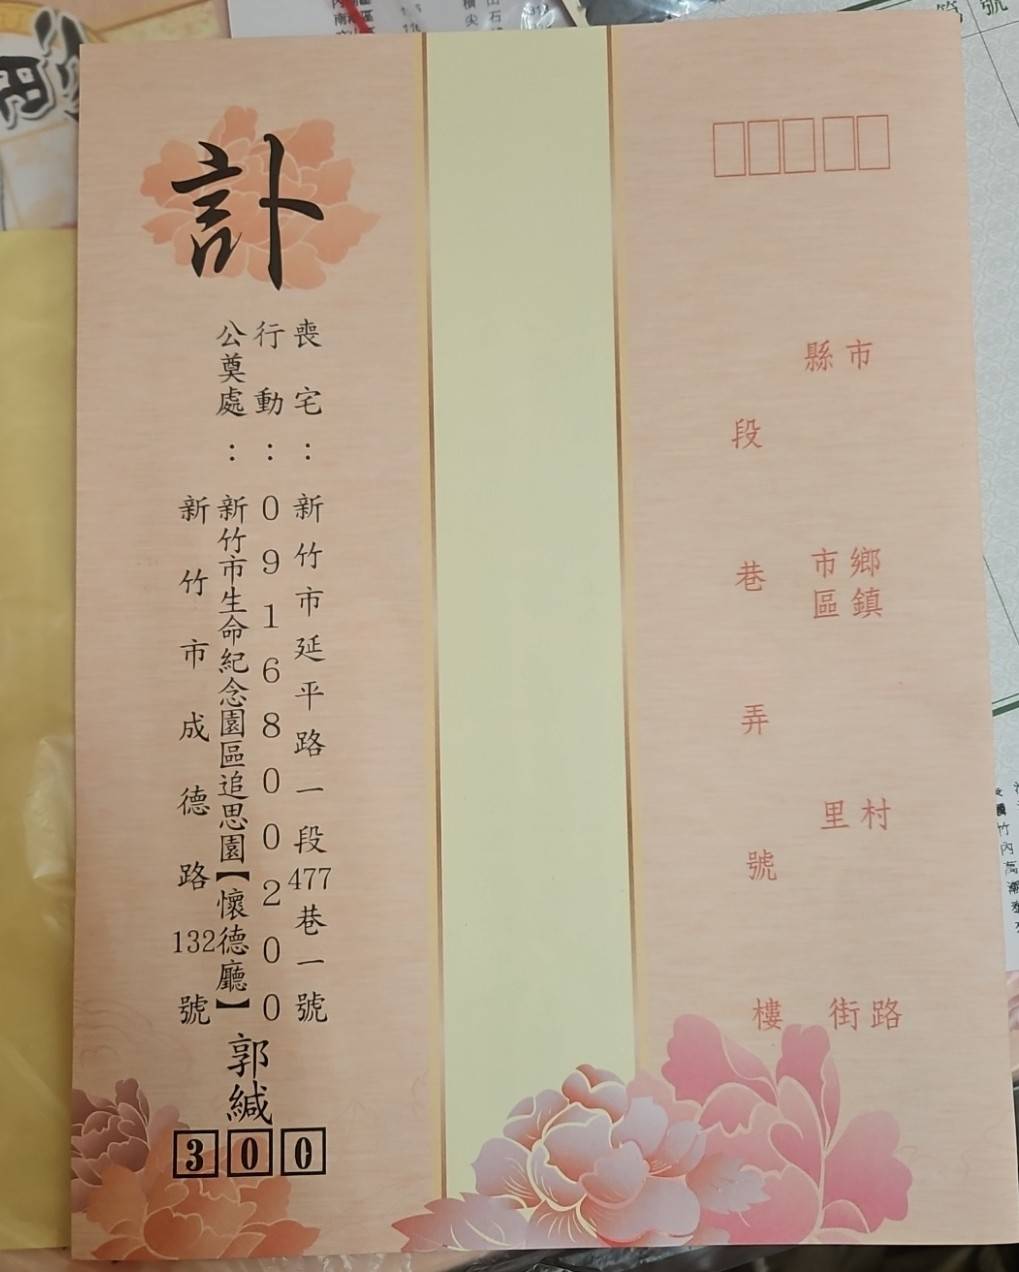 縣市
鄉鎮
市區
里村
街路
段
巷
弄
號
樓
訃
喪宅：新竹市延平路一段477巷一號
行動：0916800200
公奠處：新竹市生命紀念園區追思園【懷德廳】
新竹市成德路132號
郭緘
300
號